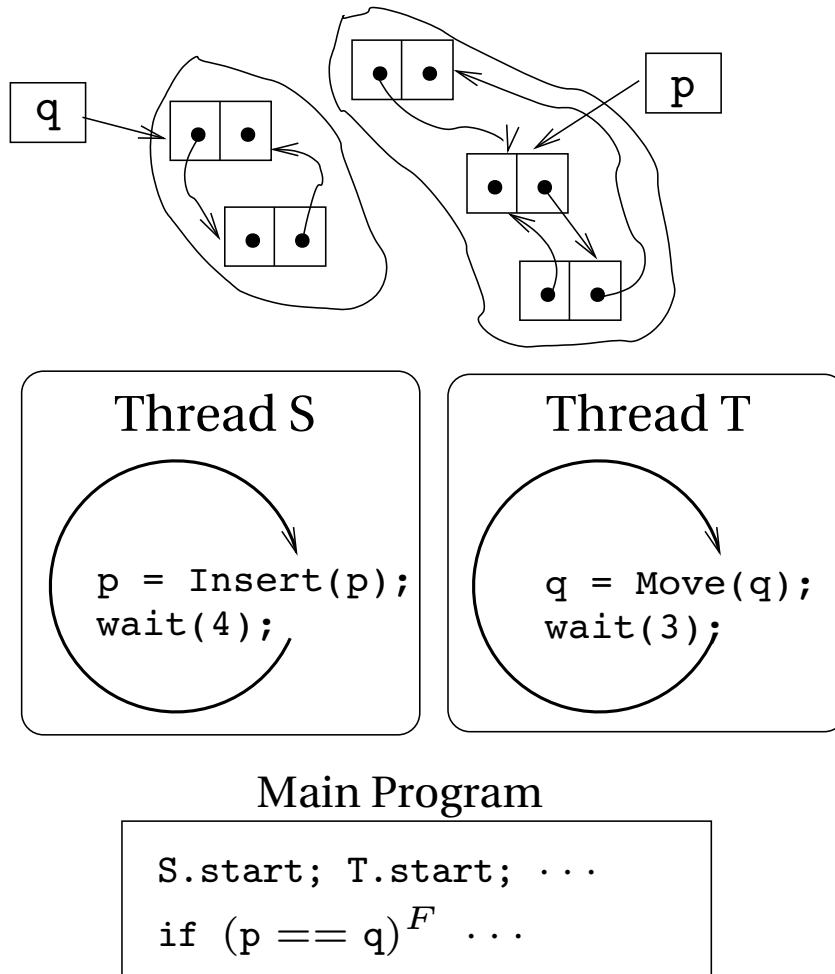 q
p
Thread S
p = Insert(p);
wait(4);
Thread T
q = Move(q);
wait(3);
Main Program
S.start; T.start; ···
if (p == q)^F ···